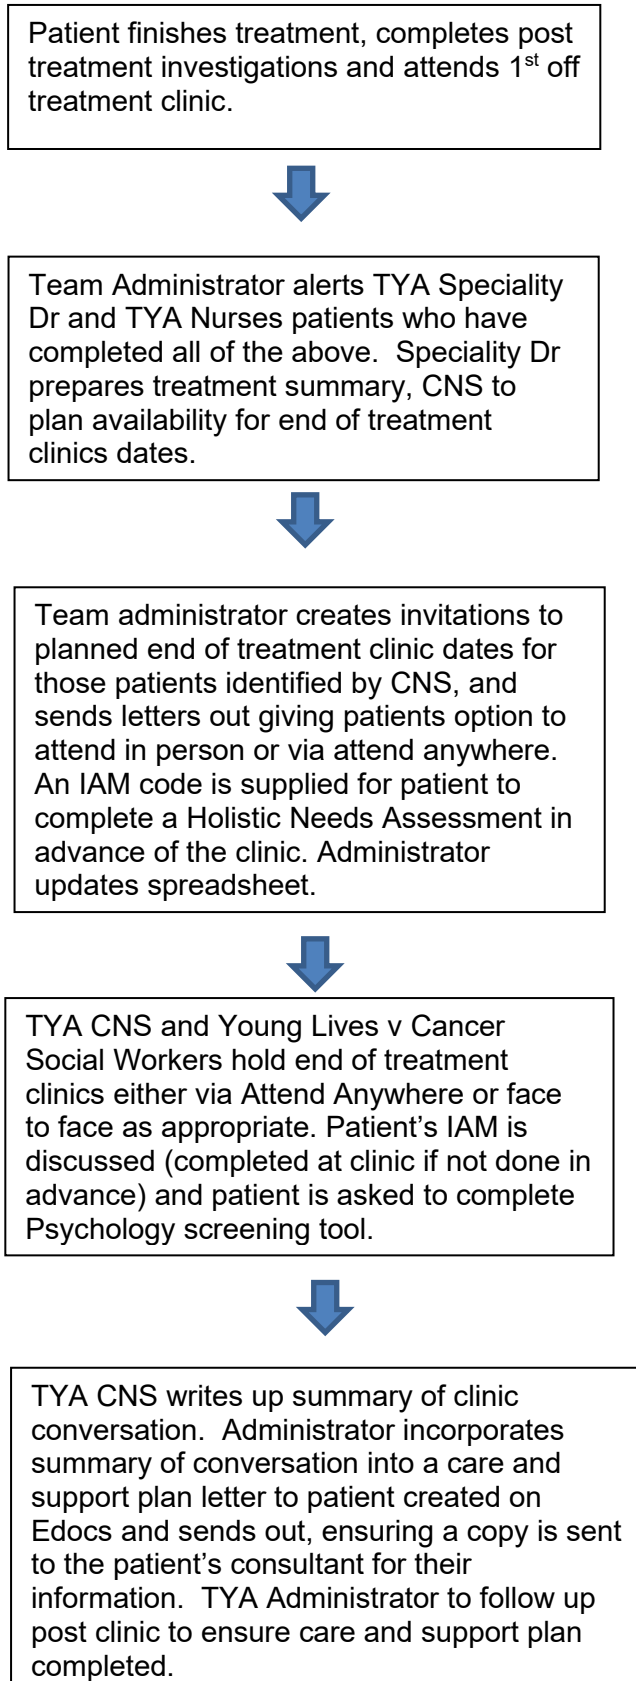 Patient finishes treatment, completes post
treatment investigations and attends 1st off
treatment clinic.
Team Administrator alerts TYA Speciality
Dr and TYA Nurses patients who have
completed all of the above.  Speciality Dr
prepares treatment summary, CNS to
plan availability for end of treatment
clinics dates.
Team administrator creates invitations to
planned end of treatment clinic dates for
those patients identified by CNS, and
sends letters out giving patients option to
attend in person or via attend anywhere.
An IAM code is supplied for patient to
complete a Holistic Needs Assessment in
advance of the clinic. Administrator
updates spreadsheet.
TYA CNS and Young Lives v Cancer
Social Workers hold end of treatment
clinics either via Attend Anywhere or face
to face as appropriate. Patient’s IAM is
discussed (completed at clinic if not done in
advance) and patient is asked to complete
Psychology screening tool.
TYA CNS writes up summary of clinic
conversation.  Administrator incorporates
summary of conversation into a care and
support plan letter to patient created on
Edocs and sends out, ensuring a copy is sent
to the patient’s consultant for their
information.  TYA Administrator to follow up
post clinic to ensure care and support plan
completed.